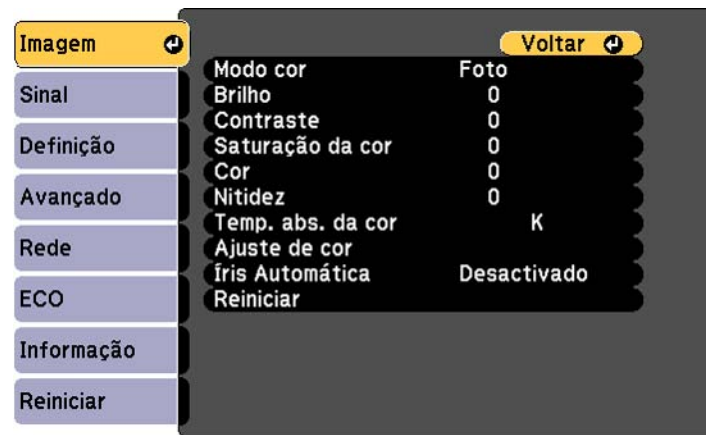 Imagem
Sinal
Definição
Avançado
Rede
ECO
Informação
Reiniciar
Voltar
Modo cor Foto
Brilho 0
Contraste 0
Saturação da cor 0
Cor 0
Nitidez 0
Temp. abs. da cor K
Ajuste de cor
Íris Automática Desactivado
Reiniciar